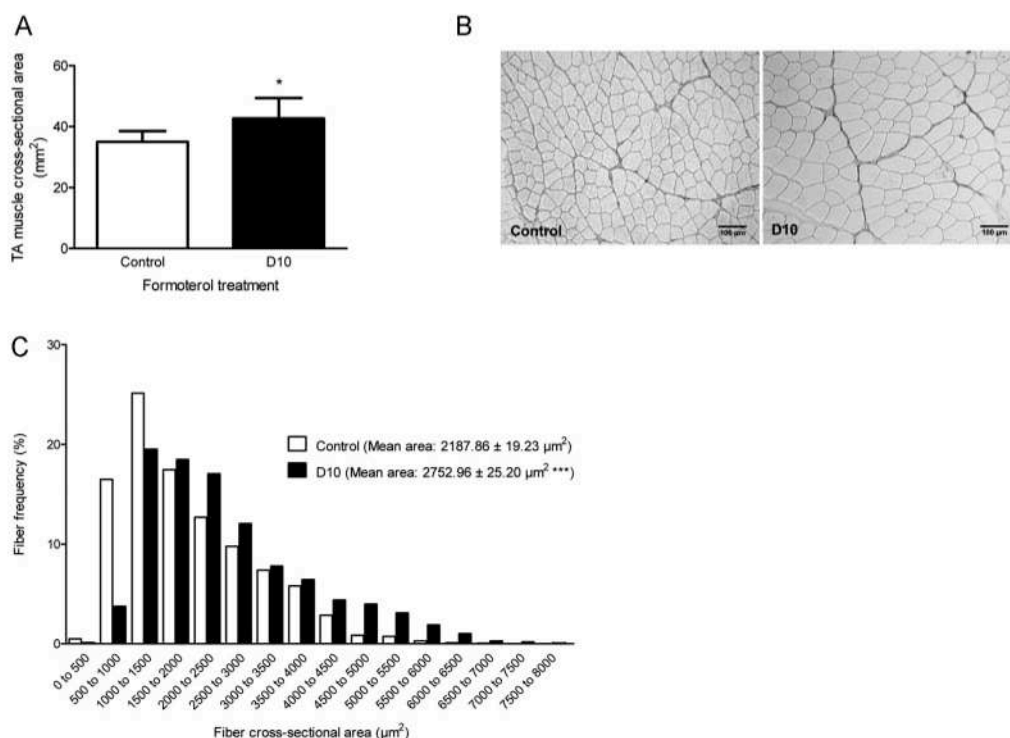 A
TA muscle cross-sectional area
(mm²)
60
40
20
0
*
Control
D10
Formoterol treatment
B
Control
100 µm
D10
100 µm
C
Fiber frequency (%)
30
20
10
0
Control (Mean area: 2187.86 ± 19.23 µm²)
D10 (Mean area: 2752.96 ± 25.20 µm² ***)
0 to 500
500 to 1000
1000 to 1500
1500 to 2000
2000 to 2500
2500 to 3000
3000 to 3500
3500 to 4000
4000 to 4500
4500 to 5000
5000 to 5500
5500 to 6000
6000 to 6500
6500 to 7000
7000 to 7500
7500 to 8000
Fiber cross-sectional area (µm²)